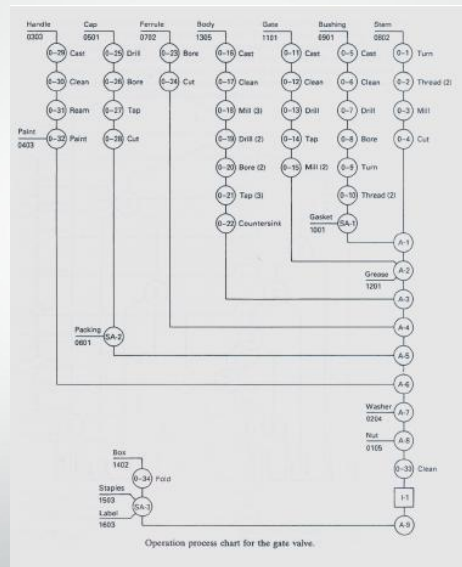 Handle
0303
Cap
0501
Ferrule
0702
Body
1305
Gate
1101
Bushing
0901
Stem
0802
0-29 Cast
0-25 Drill
0-23 Bore
0-16 Cast
0-11 Cast
0-5 Cast
0-1 Turn
0-30 Clean
0-26 Bore
0-24 Cut
0-17 Clean
0-12 Clean
0-6 Clean
0-2 Thread (2)
0-31 Ream
0-27 Tap
0-18 Mill (3)
0-13 Drill
0-7 Drill
0-3 Mill
Paint
0403
0-32 Paint
0-28 Cut
0-19 Drill (2)
0-14 Tap
0-8 Bore
0-4 Cut
0-20 Bore (2)
0-15 Mill (2)
0-9 Turn
0-21 Tap (3)
0-10 Thread (2)
Gasket
1001
SA-1
0-22 Countersink
A-1
Grease
1201
A-2
A-3
A-4
Packing
0601
SA-2
A-5
A-6
Washer
0204
A-7
Nut
0105
A-8
Box
1402
0-33 Clean
0-34 Fold
Staples
1503
I-1
SA-3
Label
1603
A-9
Operation process chart for the gate valve.